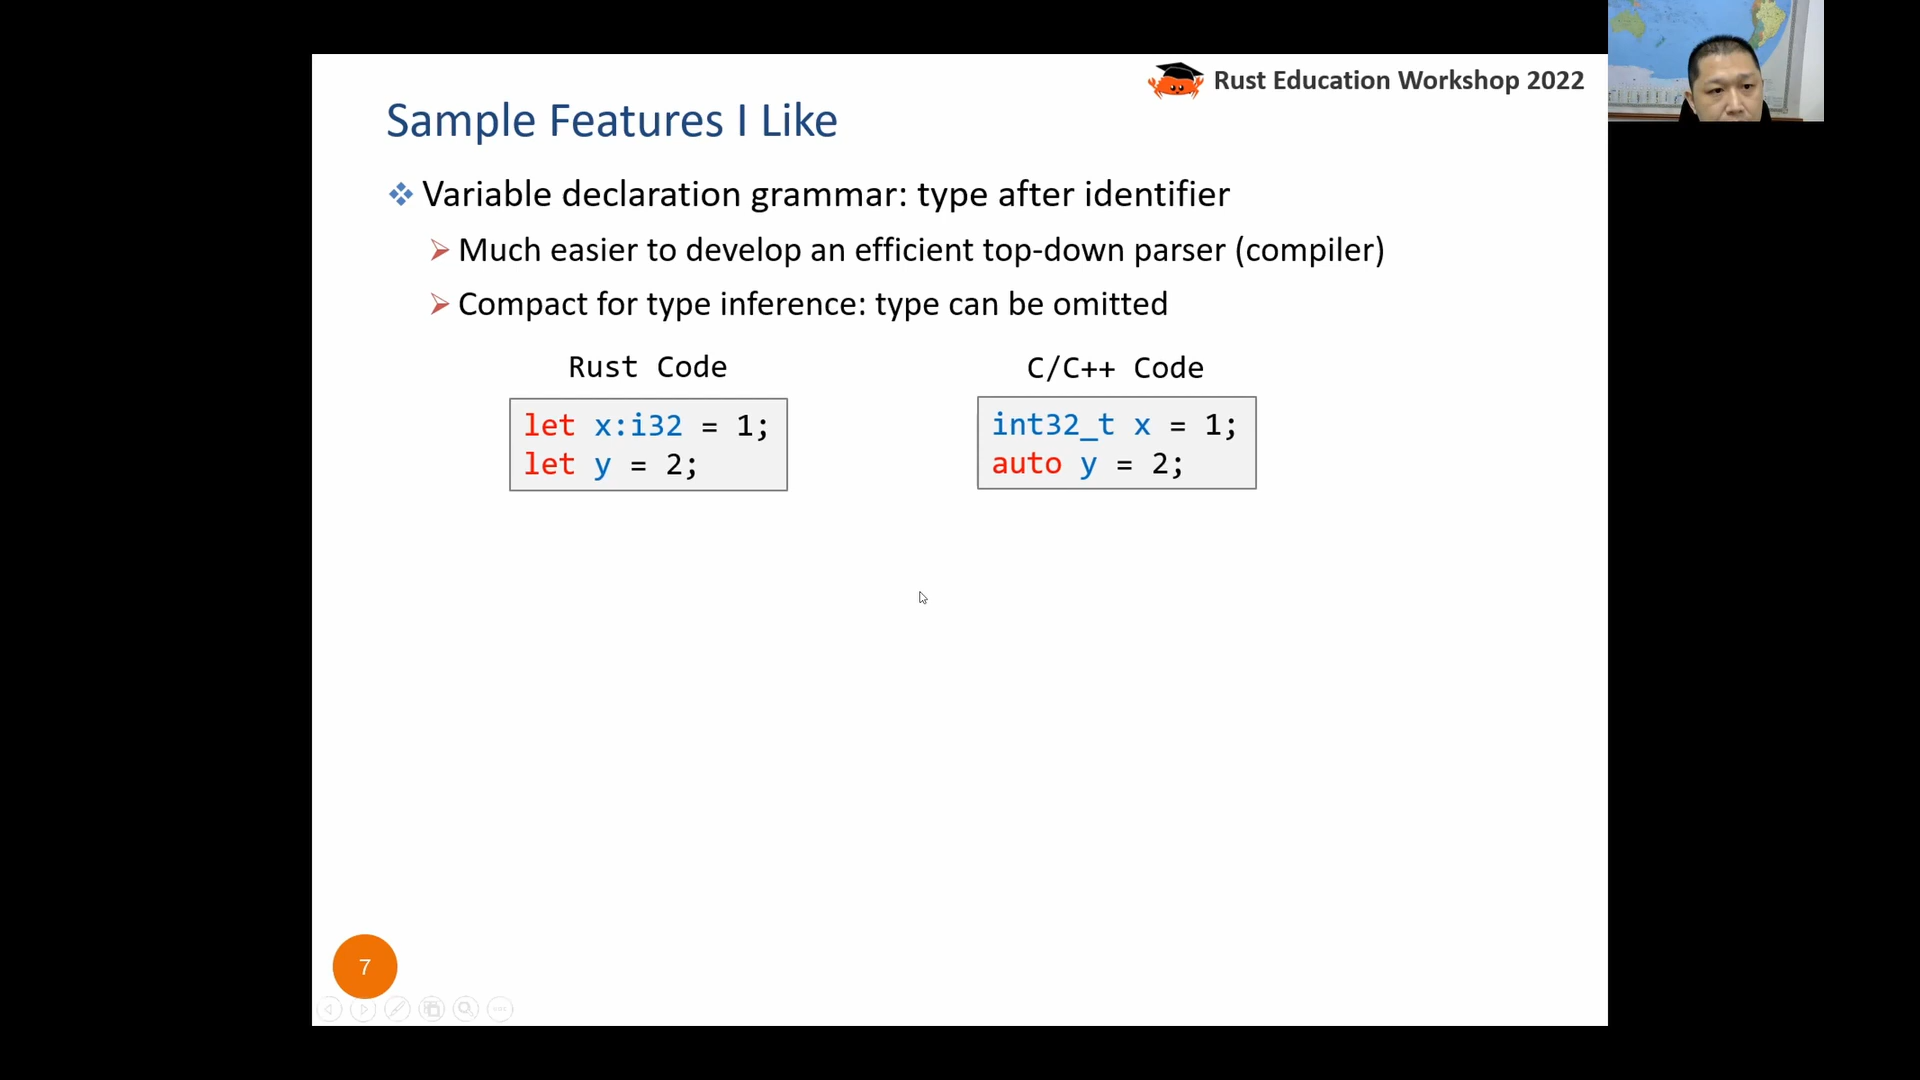 Rust Education Workshop 2022
Sample Features I Like
Variable declaration grammar: type after identifier
Much easier to develop an efficient top-down parser (compiler)
Compact for type inference: type can be omitted
Rust Code
let x:i32 = 1;
let y = 2;
C/C++ Code
int32_t x = 1;
auto y = 2;
7